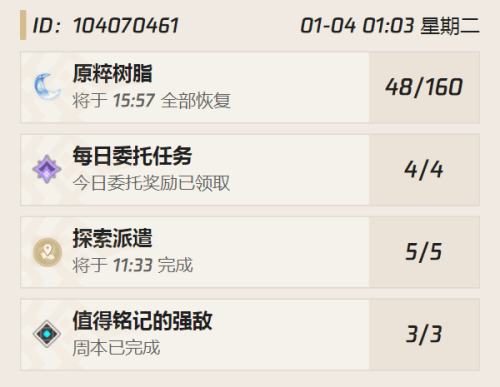 ID: 104070461 01-04 01:03 星期二
原粹树脂
将于 15:57 全部恢复
48/160
每日委托任务
今日委托奖励已领取
4/4
探索派遣
将于 11:33 完成
5/5
值得铭记的强敌
周本已完成
3/3